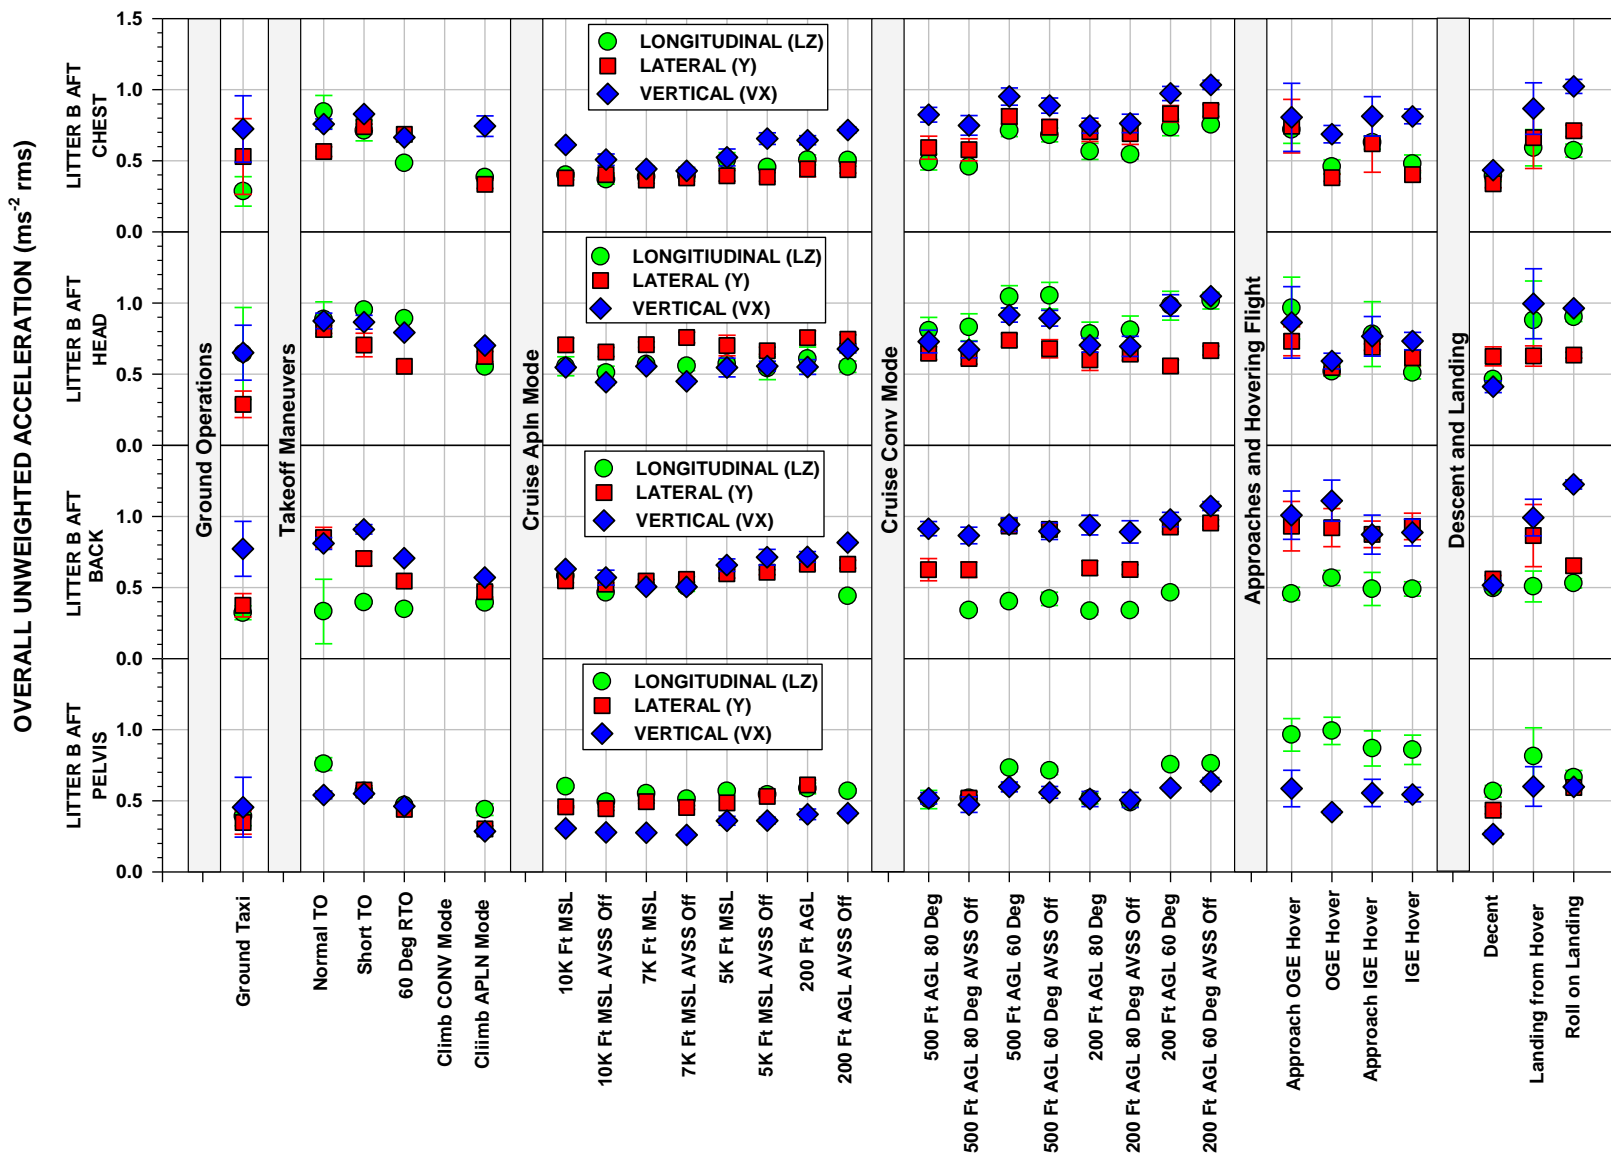 OVERALL UNWEIGHTED ACCELERATION (ms-2 rms)
LITTER B AFT
CHEST
1.5
1.0
0.5
0.0
LITTER B AFT
HEAD
1.0
0.5
0.0
LITTER B AFT
BACK
1.0
0.5
0.0
LITTER B AFT
PELVIS
1.0
0.5
0.0
Ground Operations
Takeoff Maneuvers
Cruise Apln Mode
Cruise Conv Mode
Approaches and Hovering Flight
Descent and Landing
LONGITUDINAL (LZ)
LATERAL (Y)
VERTICAL (VX)
LONGITIUDINAL (LZ)
LATERAL (Y)
VERTICAL (VX)
LONGITUDINAL (LZ)
LATERAL (Y)
VERTICAL (VX)
LONGITUDINAL (LZ)
LATERAL (Y)
VERTICAL (VX)
Ground Taxi
Normal TO
Short TO
60 Deg RTO
Climb CONV Mode
Cliimb APLN Mode
10K Ft MSL
10K Ft MSL AVSS Off
7K Ft MSL
7K Ft MSL AVSS Off
5K Ft MSL
5K Ft MSL AVSS Off
200 Ft AGL
200 Ft AGL AVSS Off
500 Ft AGL 80 Deg
500 Ft AGL 80 Deg AVSS Off
500 Ft AGL 60 Deg
500 Ft AGL 60 Deg AVSS Off
200 Ft AGL 80 Deg
200 Ft AGL 80 Deg AVSS Off
200 Ft AGL 60 Deg
200 Ft AGL 60 Deg AVSS Off
Approach OGE Hover
OGE Hover
Approach IGE Hover
IGE Hover
Decent
Landing from Hover
Roll on Landing